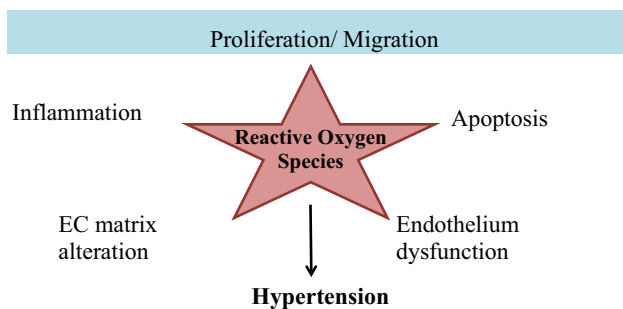 Proliferation/ Migration
Inflammation
Apoptosis
Reactive Oxygen
Species
EC matrix
alteration
Endothelium
dysfunction
Hypertension